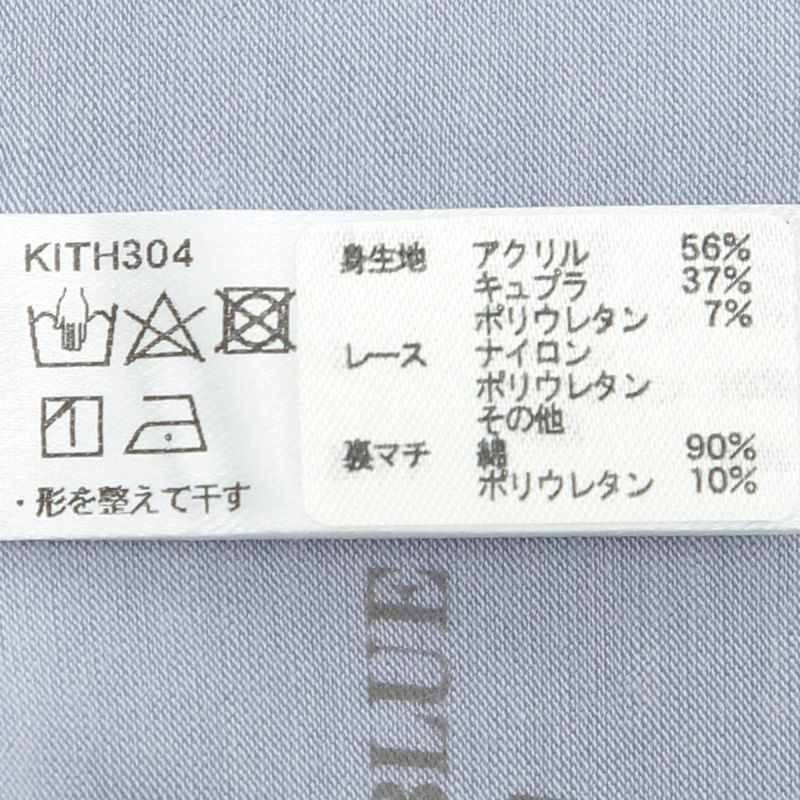 KITH304
・形を整えて干す
身生地 アクリル 56%
キュプラ 37%
ポリウレタン 7%
レース ナイロン
ポリウレタン
その他
裏マチ 綿 90%
ポリウレタン 10%
BLUE